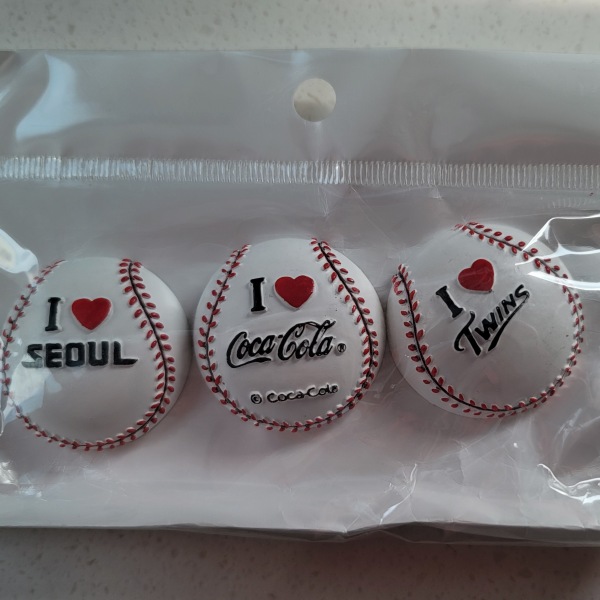 I ❤ SEOUL
I ❤ Coca-Cola®
© Coca Cola
I ❤ TWINS